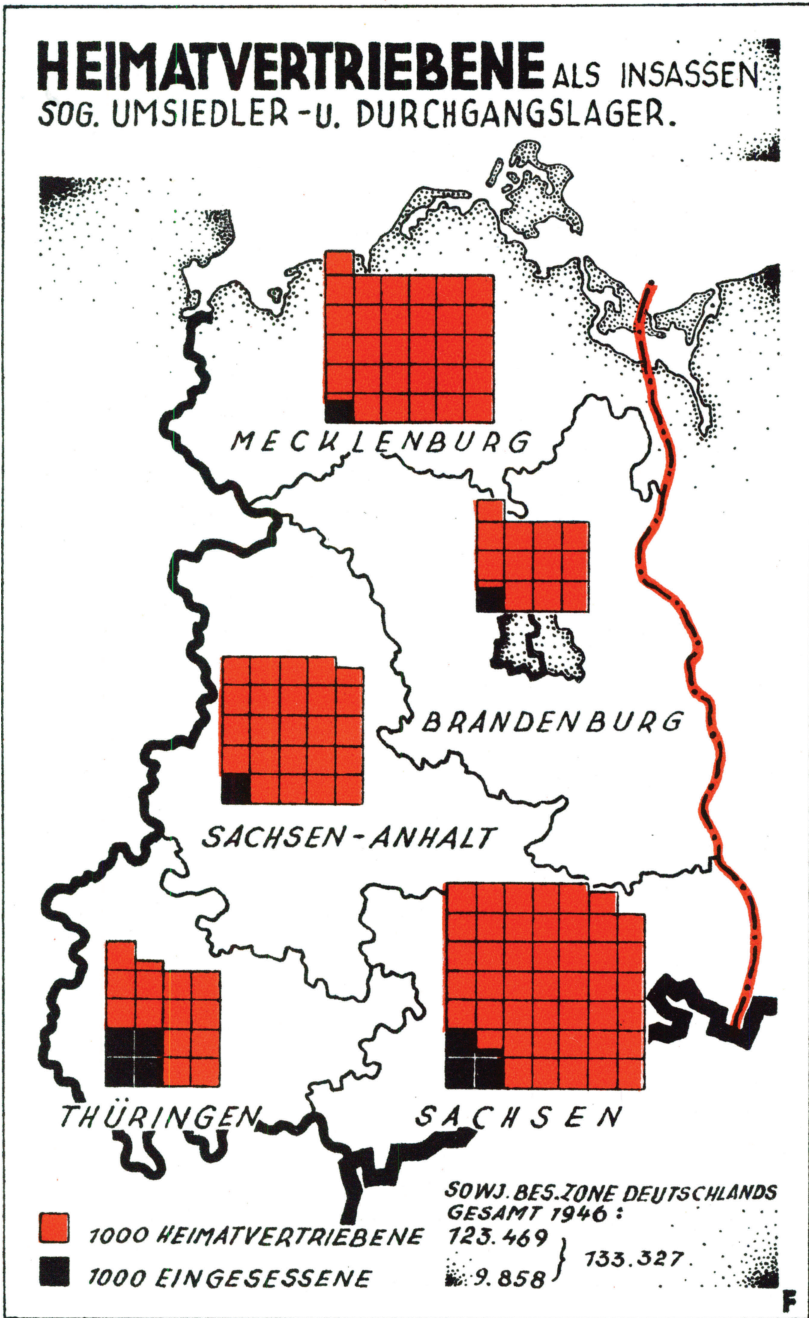 HEIMATVERTRIEBENE ALS INSASSEN
SOG. UMSIEDLER-U. DURCHGANGSLAGER.
MECKLENBURG
BRANDENBURG
SACHSEN-ANHALT
THÜRINGEN
SACHSEN
1000 HEIMATVERTRIEBENE
1000 EINGESESSENE
SOWJ. BES. ZONE DEUTSCHLANDS
GESAMT 1946:
123.469
9.858
133.327.
F